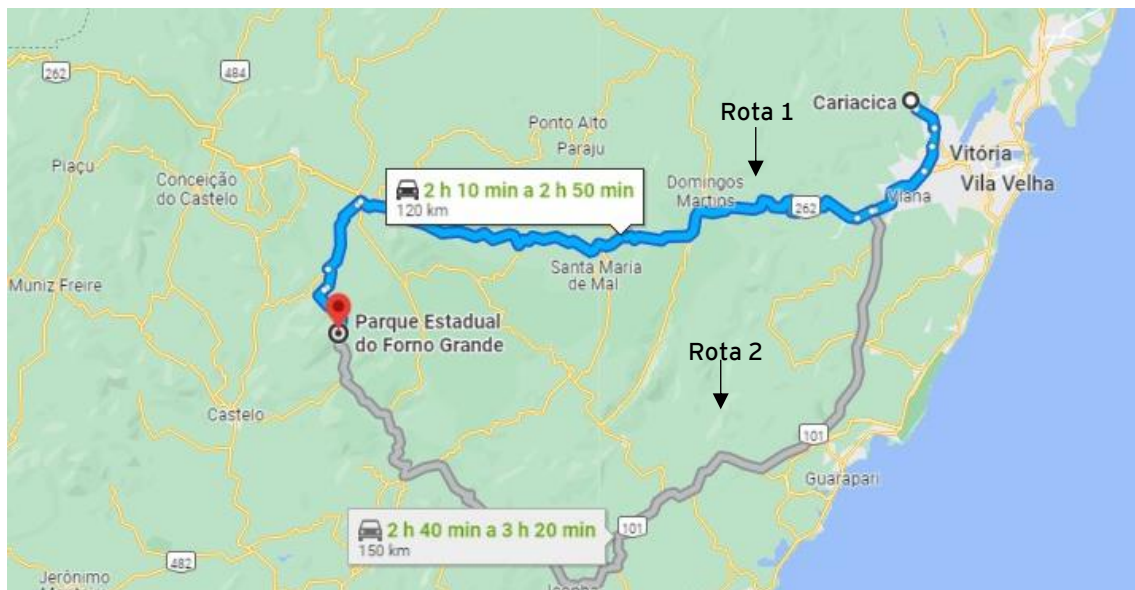 262
484
Cariacica
Rota 1
Ponto Alto
Paraju
Piaçu
Conceição
do Castelo
Vitória
Vila Velha
2 h 10 min a 2 h 50 min
120 km
Domingos
Martins
262
Viana
Santa Maria
de Mal
Muniz Freire
Parque Estadual
do Forno Grande
Rota 2
Castelo
101
Guarapari
2 h 40 min a 3 h 20 min
150 km
101
482
Jerônimo